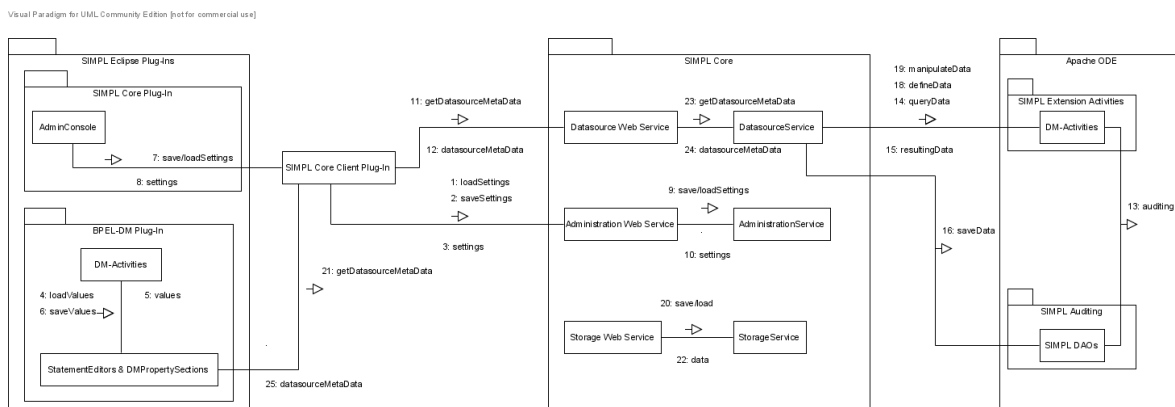 Visual Paradigm for UML Community Edition [not for commercial use]
SIMPL Eclipse Plug-Ins
SIMPL Core Plug-In
AdminConsole
7: save/loadSettings
8: settings
BPEL-DM Plug-In
DM-Activities
4: loadValues
5: values
6: saveValues
StatementEditors & DMPropertySections
SIMPL Core Client Plug-In
11: getDatasourceMetaData
12: datasourceMetaData
1: loadSettings
2: saveSettings
3: settings
21: getDatasourceMetaData
25: datasourceMetaData
SIMPL Core
Datasource Web Service
23: getDatasourceMetaData
DatasourceService
24: datasourceMetaData
9: save/loadSettings
Administration Web Service
AdministrationService
10: settings
20: save/load
Storage Web Service
StorageService
22: data
19: manipulateData
18: defineData
14: queryData
15: resultingData
16: saveData
Apache ODE
SIMPL Extension Activities
DM-Activities
13: auditing
SIMPL Auditing
SIMPL DAOs